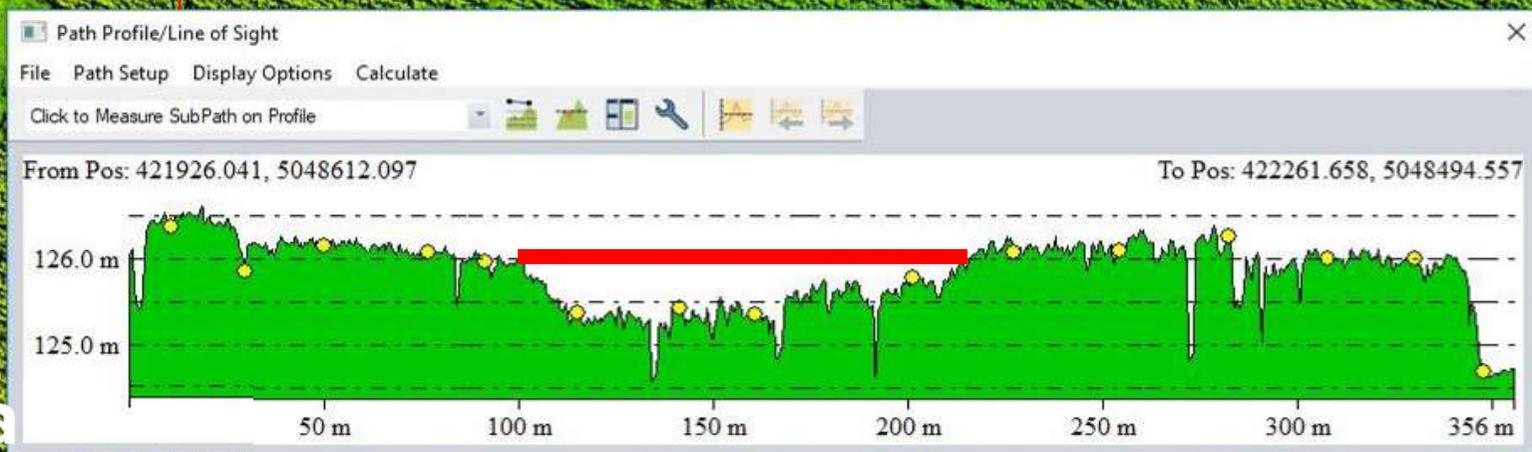 Path Profile/Line of Sight
File Path Setup Display Options Calculate
Click to Measure SubPath on Profile
From Pos: 421926.041, 5048612.097 To Pos: 422261.658, 5048494.557
126.0 m
125.0 m
50 m 100 m 150 m 200 m 250 m 300 m 356 m